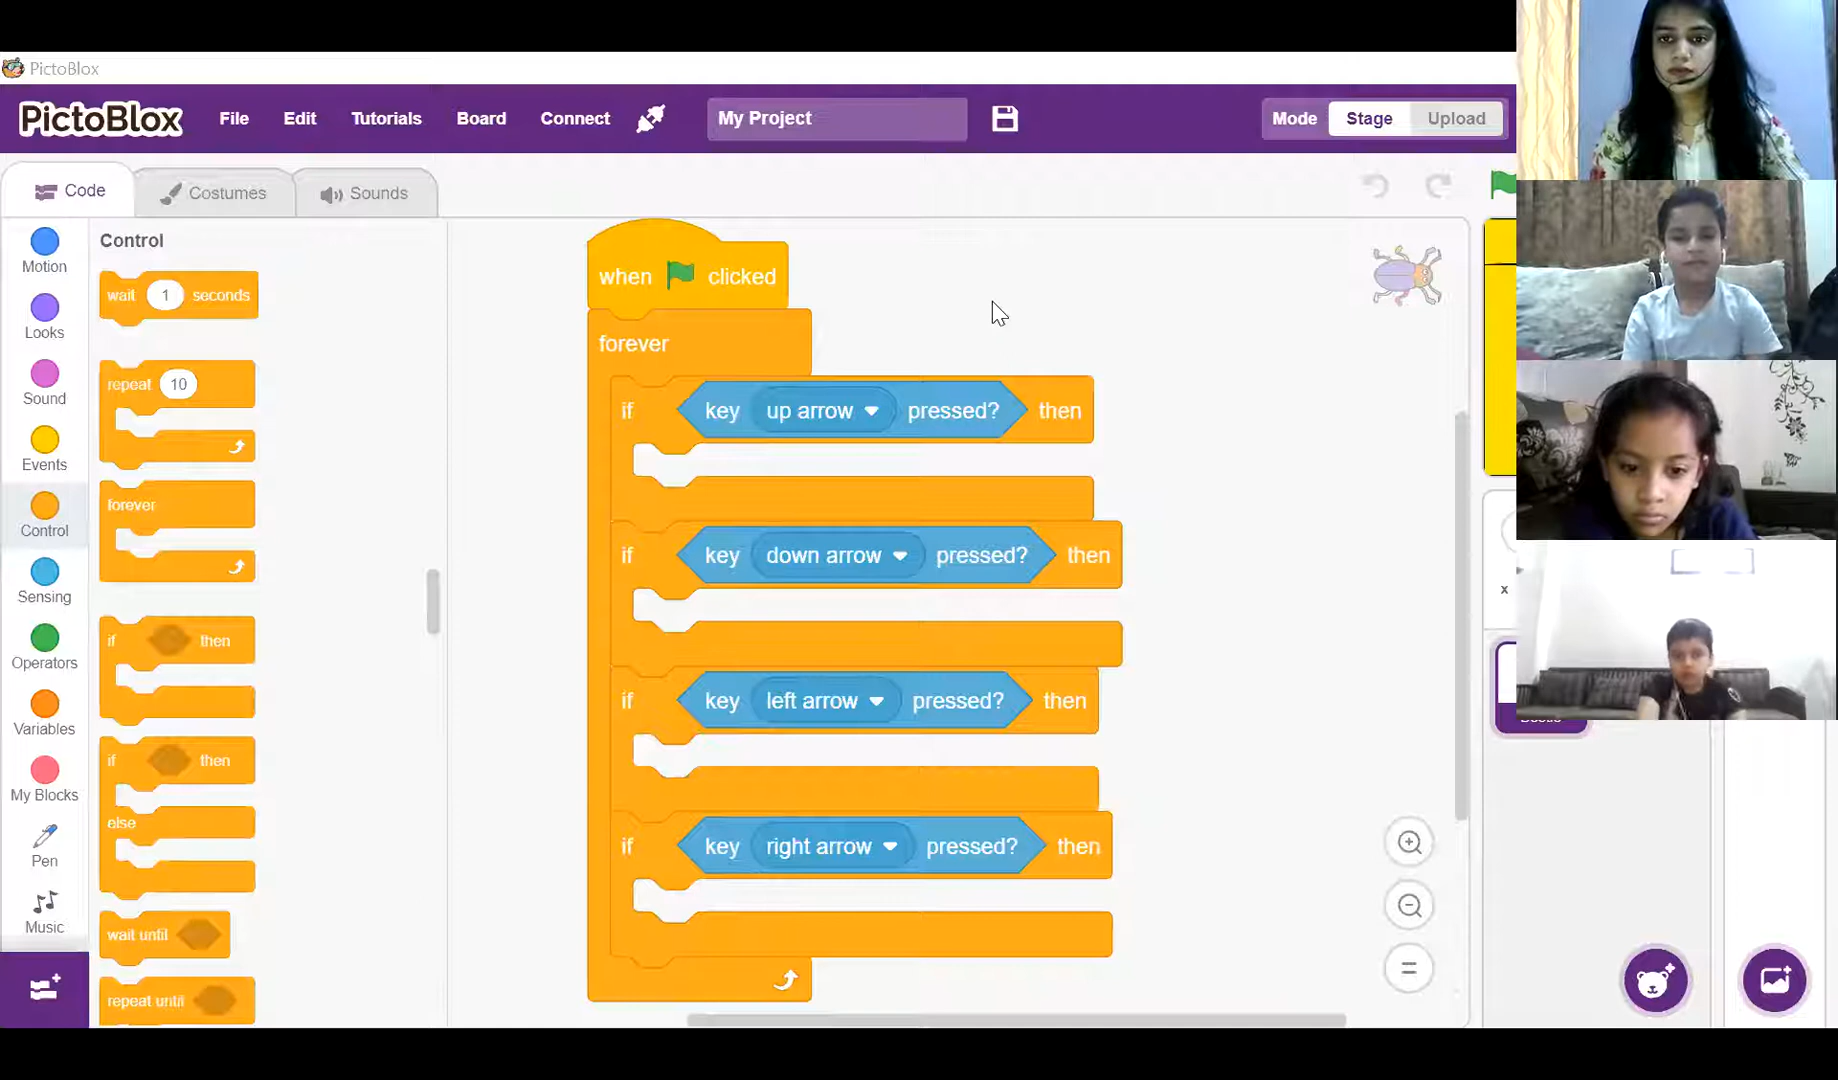 PictoBlox
PictoBlox File Edit Tutorials Board Connect My Project Mode Stage Upload
Code Costumes Sounds
Motion
Looks
Sound
Events
Control
Sensing
Operators
Variables
My Blocks
Pen
Music
Control
wait 1 seconds
repeat 10
forever
if then
if then
else
wait until
repeat until
when clicked
forever
if key up arrow pressed? then
if key down arrow pressed? then
if key left arrow pressed? then
if key right arrow pressed? then
x